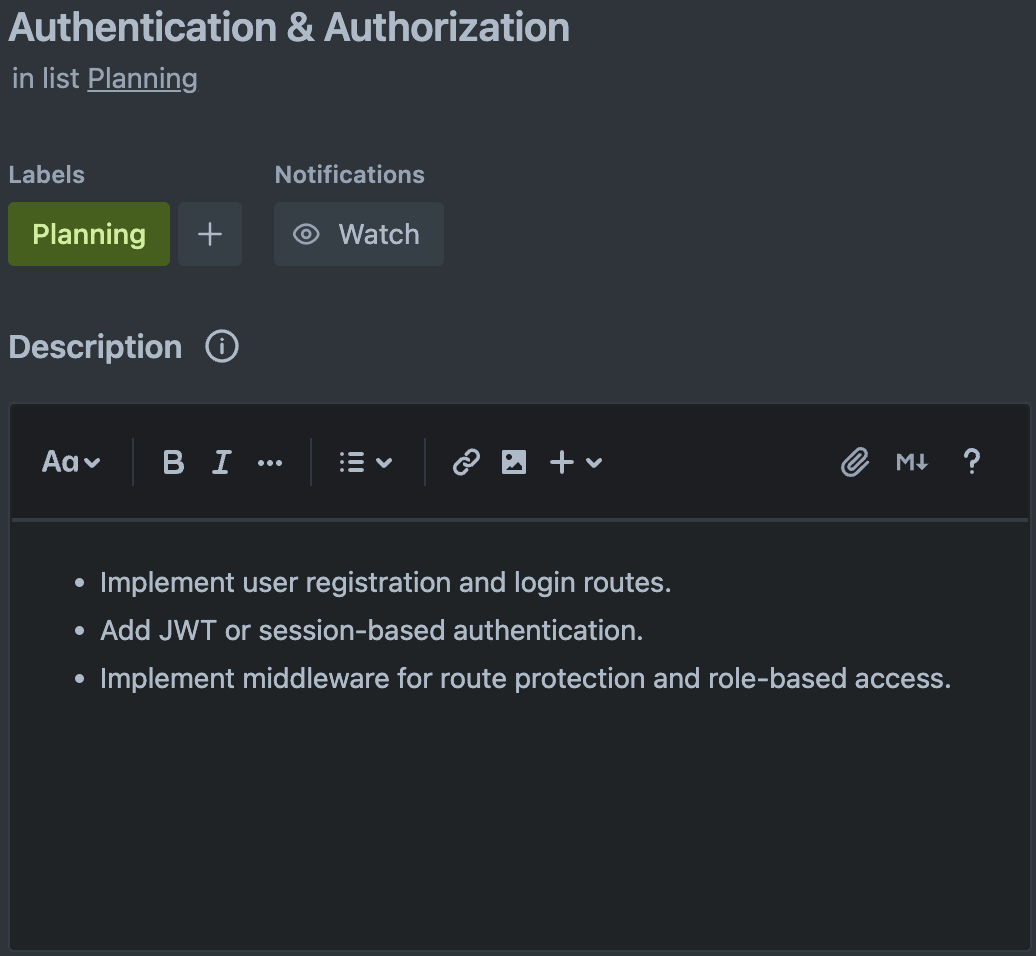 Authentication & Authorization
in list Planning
Labels
Notifications
Planning
+
Watch
Description
Aa
B I ...
+
M↓
?
• Implement user registration and login routes.
• Add JWT or session-based authentication.
• Implement middleware for route protection and role-based access.